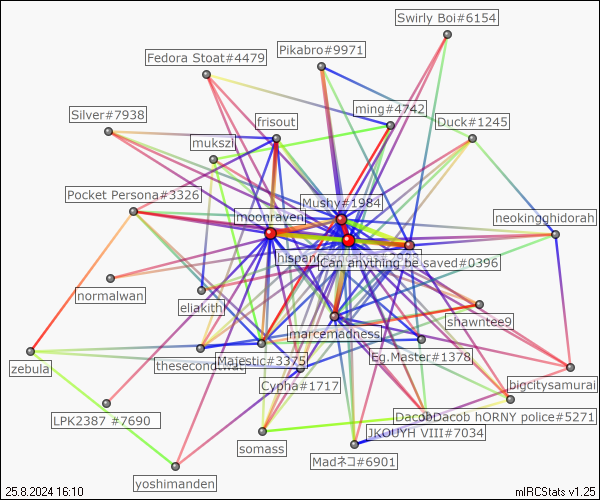 Swirly Boi#6154
Pikabro#9971
Fedora Stoat#4479
ming#4742
Silver#7938
frisout
Duck#1245
mukszi
Pocket Persona#3326
Mushy#1984
moonraven
neokingghidorah
Can anything be saved#0396
normalwan
eliakith
shawntee9
marcemadness
Majestic#3375
Eg.Master#1378
zebula
Cypha#1717
bigcitysamurai
LPK2387 #7690
DacobDacob hORNY police#5271
JKOUYH VIII#7034
somass
Madネコ#6901
yoshimanden
25.8.2024 16:10
mIRCStats v1.25